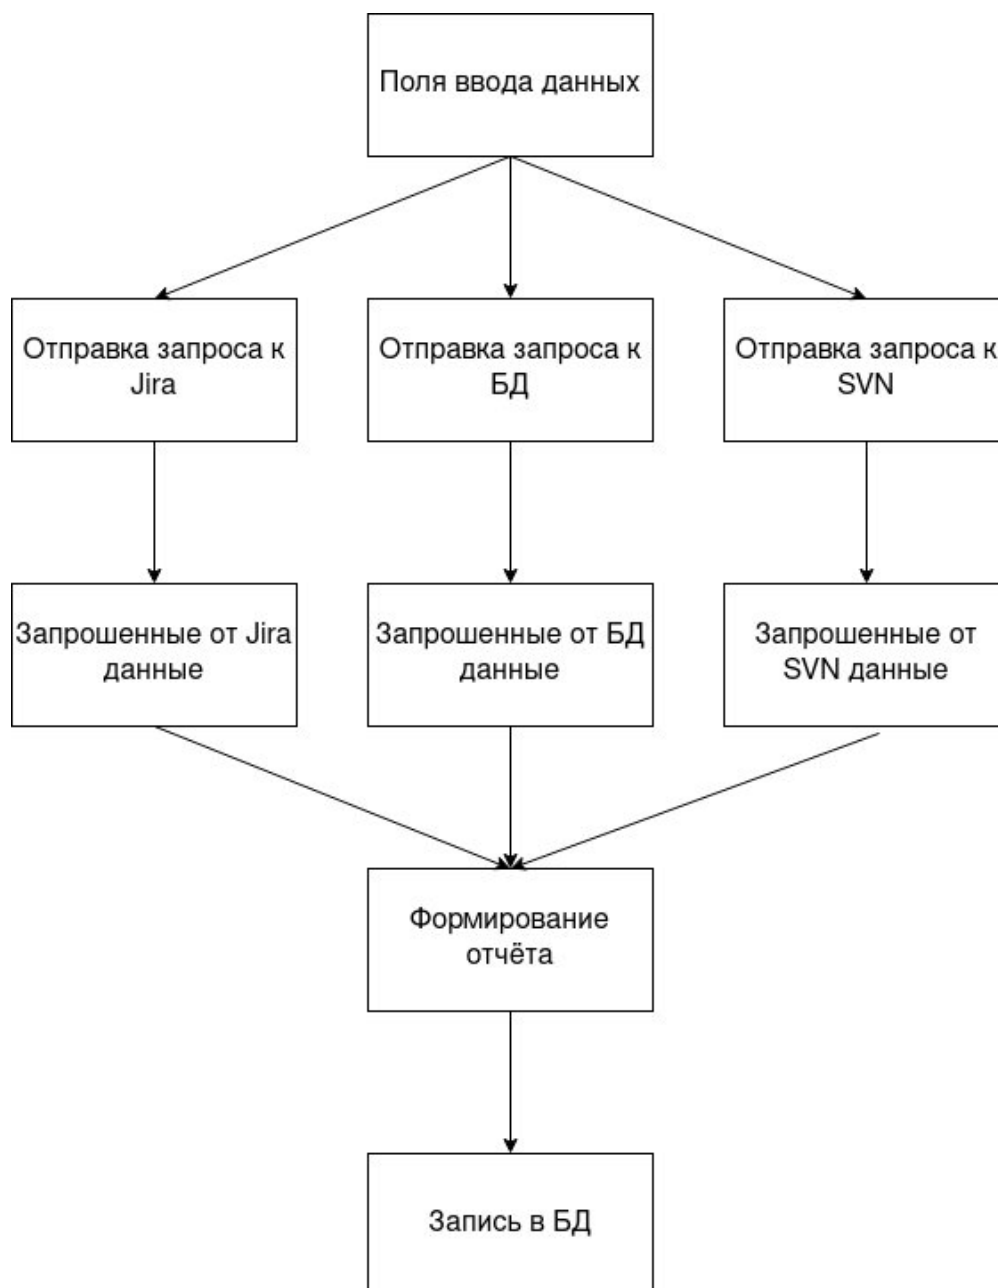 Поля ввода данных
Отправка запроса к
Jira
Отправка запроса к
БД
Отправка запроса к
SVN
Запрошенные от Jira
данные
Запрошенные от БД
данные
Запрошенные от
SVN данные
Формирование
отчёта
Запись в БД